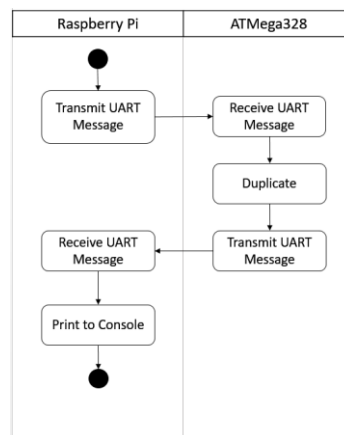 Raspberry Pi
ATMega328
Transmit UART
Message
Receive UART
Message
Duplicate
Receive UART
Message
Transmit UART
Message
Print to Console